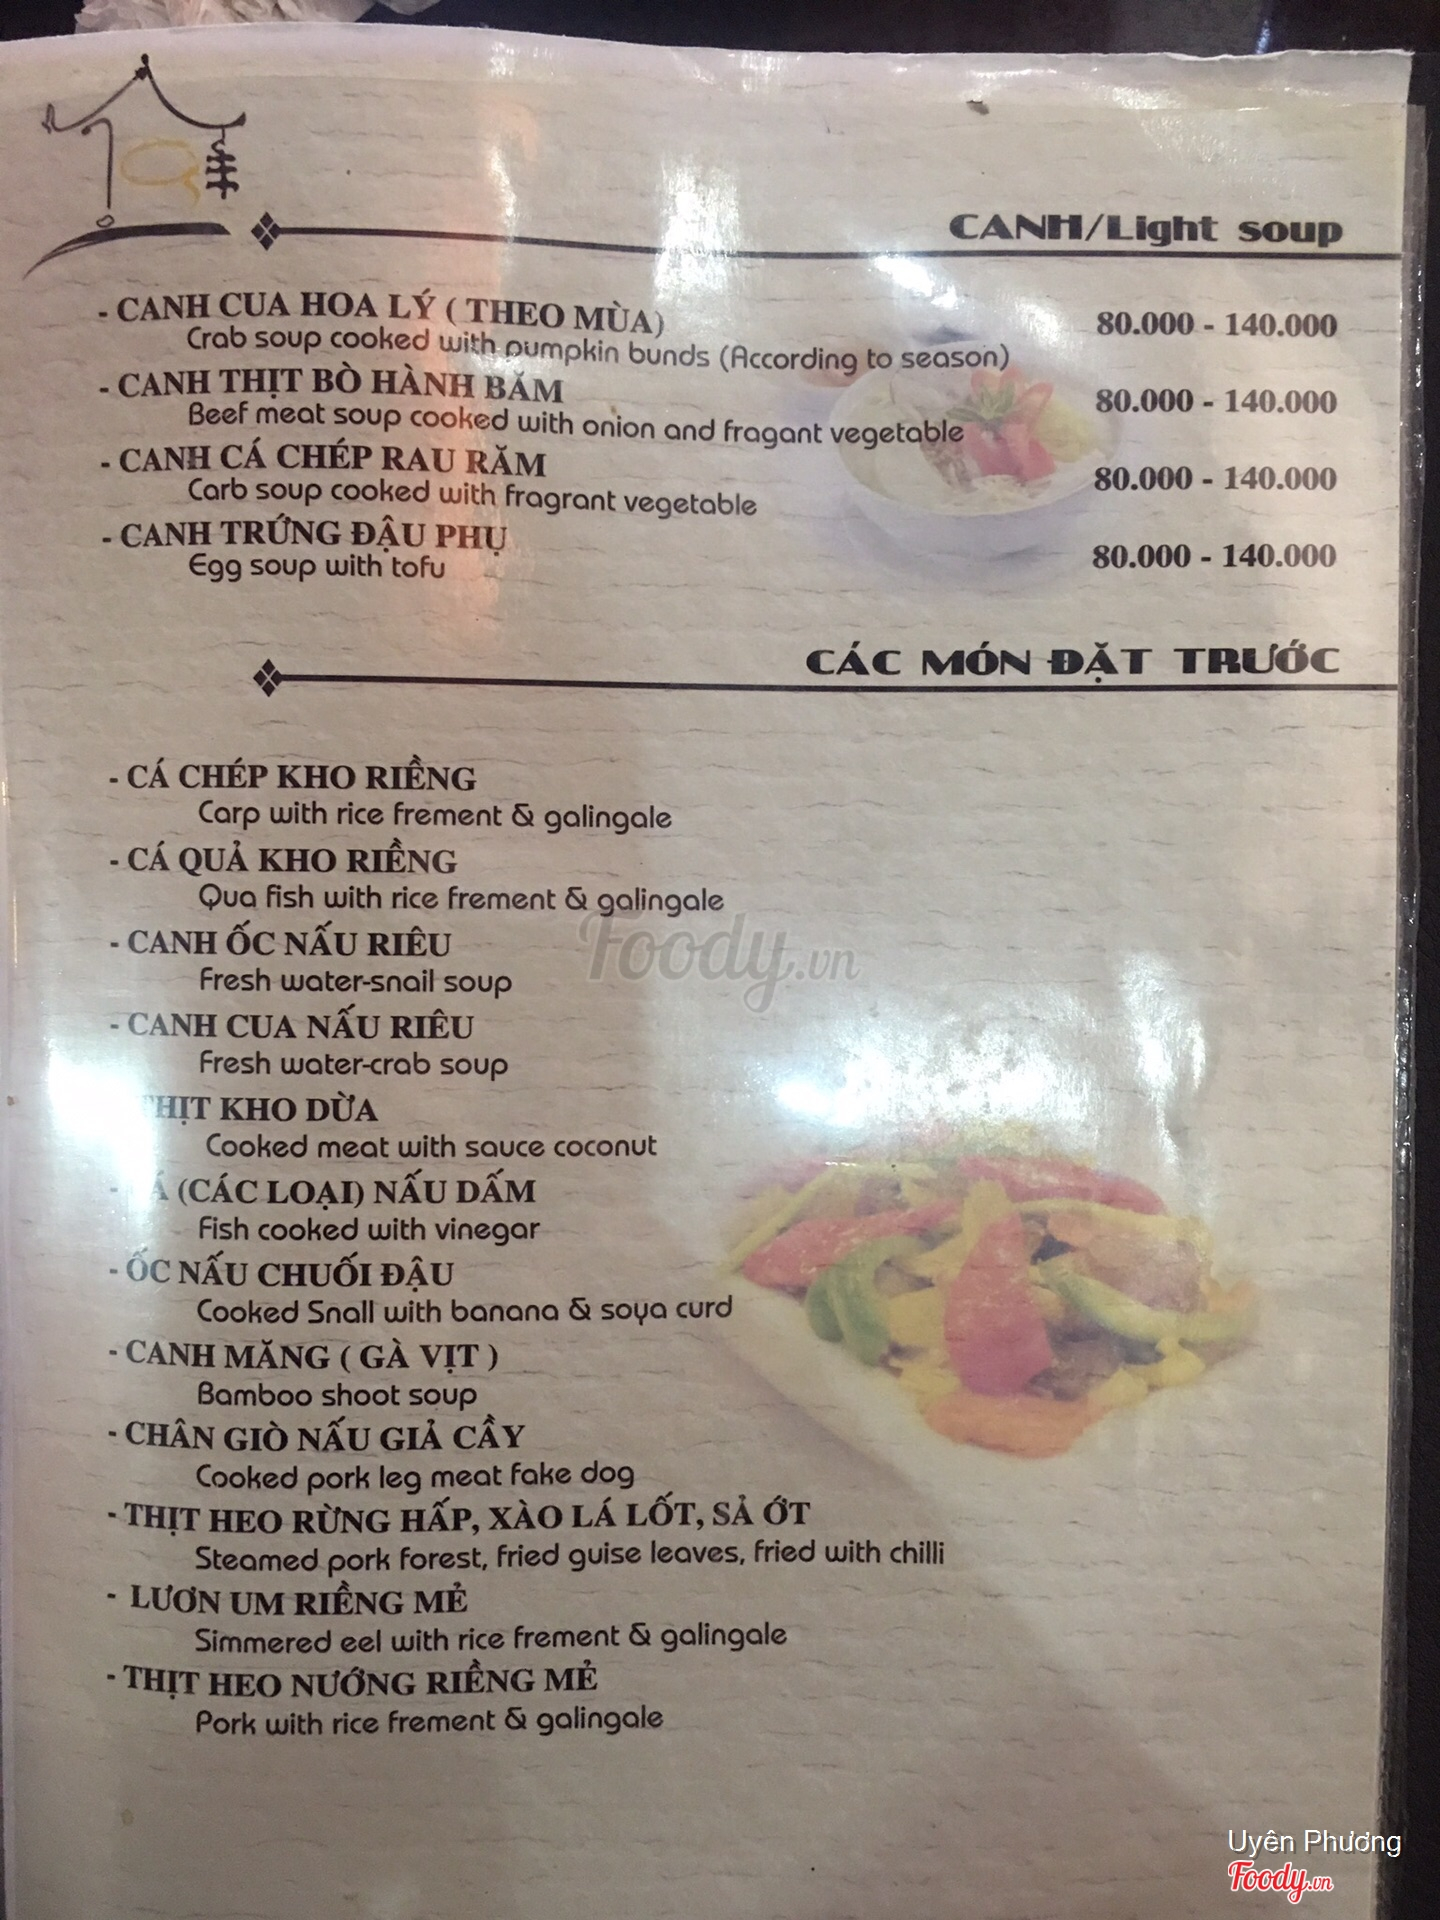 CANH/Light soup
- CANH CUA HOA LÝ ( THEO MÙA)
80.000 - 140.000
Crab soup cooked with pumpkin bunds (According to season)
- CANH THỊT BÒ HÀNH BĂM
80.000 - 140.000
Beef meat soup cooked with onion and fragant vegetable
- CANH CÁ CHÉP RAU RĂM
80.000 - 140.000
Carb soup cooked with fragrant vegetable
- CANH TRỨNG ĐẬU PHỤ
80.000 - 140.000
Egg soup with tofu
CÁC MÓN ĐẶT TRƯỚC
- CÁ CHÉP KHO RIỀNG
Carp with rice frement & galingale
- CÁ QUẢ KHO RIỀNG
Qua fish with rice frement & galingale
Foody.vn
- CANH ỐC NẤU RIÊU
Fresh water-snail soup
- CANH CUA NẤU RIÊU
Fresh water-crab soup
THỊT KHO DỪA
Cooked meat with sauce coconut
- CÁ (CÁC LOẠI) NẤU DẤM
Fish cooked with vinegar
- ỐC NẤU CHUỐI ĐẬU
Cooked Snall with banana & soya curd
- CANH MĂNG ( GÀ VỊT )
Bamboo shoot soup
- CHÂN GIÒ NẤU GIẢ CẦY
Cooked pork leg meat fake dog
- THỊT HEO RỪNG HẤP, XÀO LÁ LỐT, SẢ ỚT
Steamed pork forest, fried guise leaves, fried with chilli
- LƯƠN UM RIỀNG MẺ
Simmered eel with rice frement & galingale
- THỊT HEO NƯỚNG RIỀNG MẺ
Pork with rice frement & galingale
Uyên Phương
Foody.vn